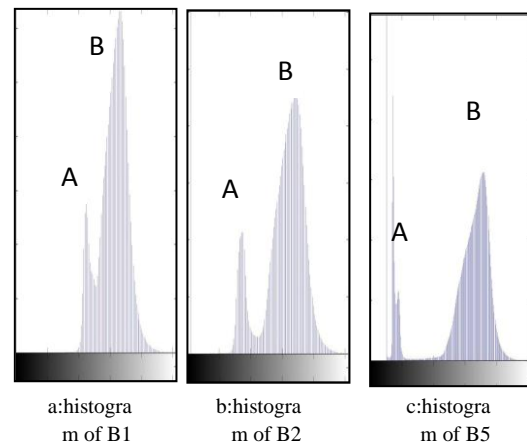 B
A
B
A
B
A
a:histogra
m of B1
b:histogra
m of B2
c:histogra
m of B5